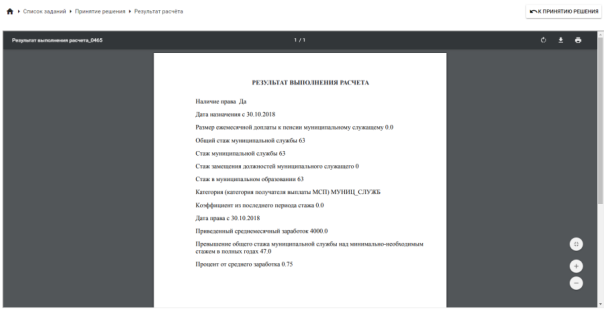 Список заданий • Принятие решения • Результат расчёта
К ПРИНЯТИЮ РЕШЕНИЯ
Результат выполнения расчета_0465
1 / 1
РЕЗУЛЬТАТ ВЫПОЛНЕНИЯ РАСЧЕТА
Наличие права Да
Дата назначения с 30.10.2018
Размер ежемесячной доплаты к пенсии муниципальному служащему 0.0
Общий стаж муниципальной службы 63
Стаж муниципальной службы 63
Стаж замещения должностей муниципального служащего 0
Стаж в муниципальном образовании 63
Категория (категория получателя выплаты МСП) МУНИЦ_СЛУЖБ
Коэффициент из последнего периода стажа 0.0
Дата права с 30.10.2018
Приведенный среднемесячный заработок 4000.0
Превышение общего стажа муниципальной службы над минимально-необходимым
стажем в полных годах 47.0
Процент от среднего заработка 0.75